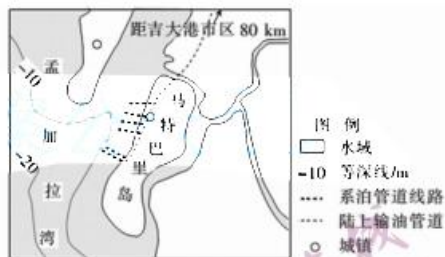 距吉大港市区 80 km
孟
加
拉
湾
-10
-20
马
特
巴
里
岛
图 例
水域
-10 等深线/m
系泊管道线路
陆上输油管道
城镇